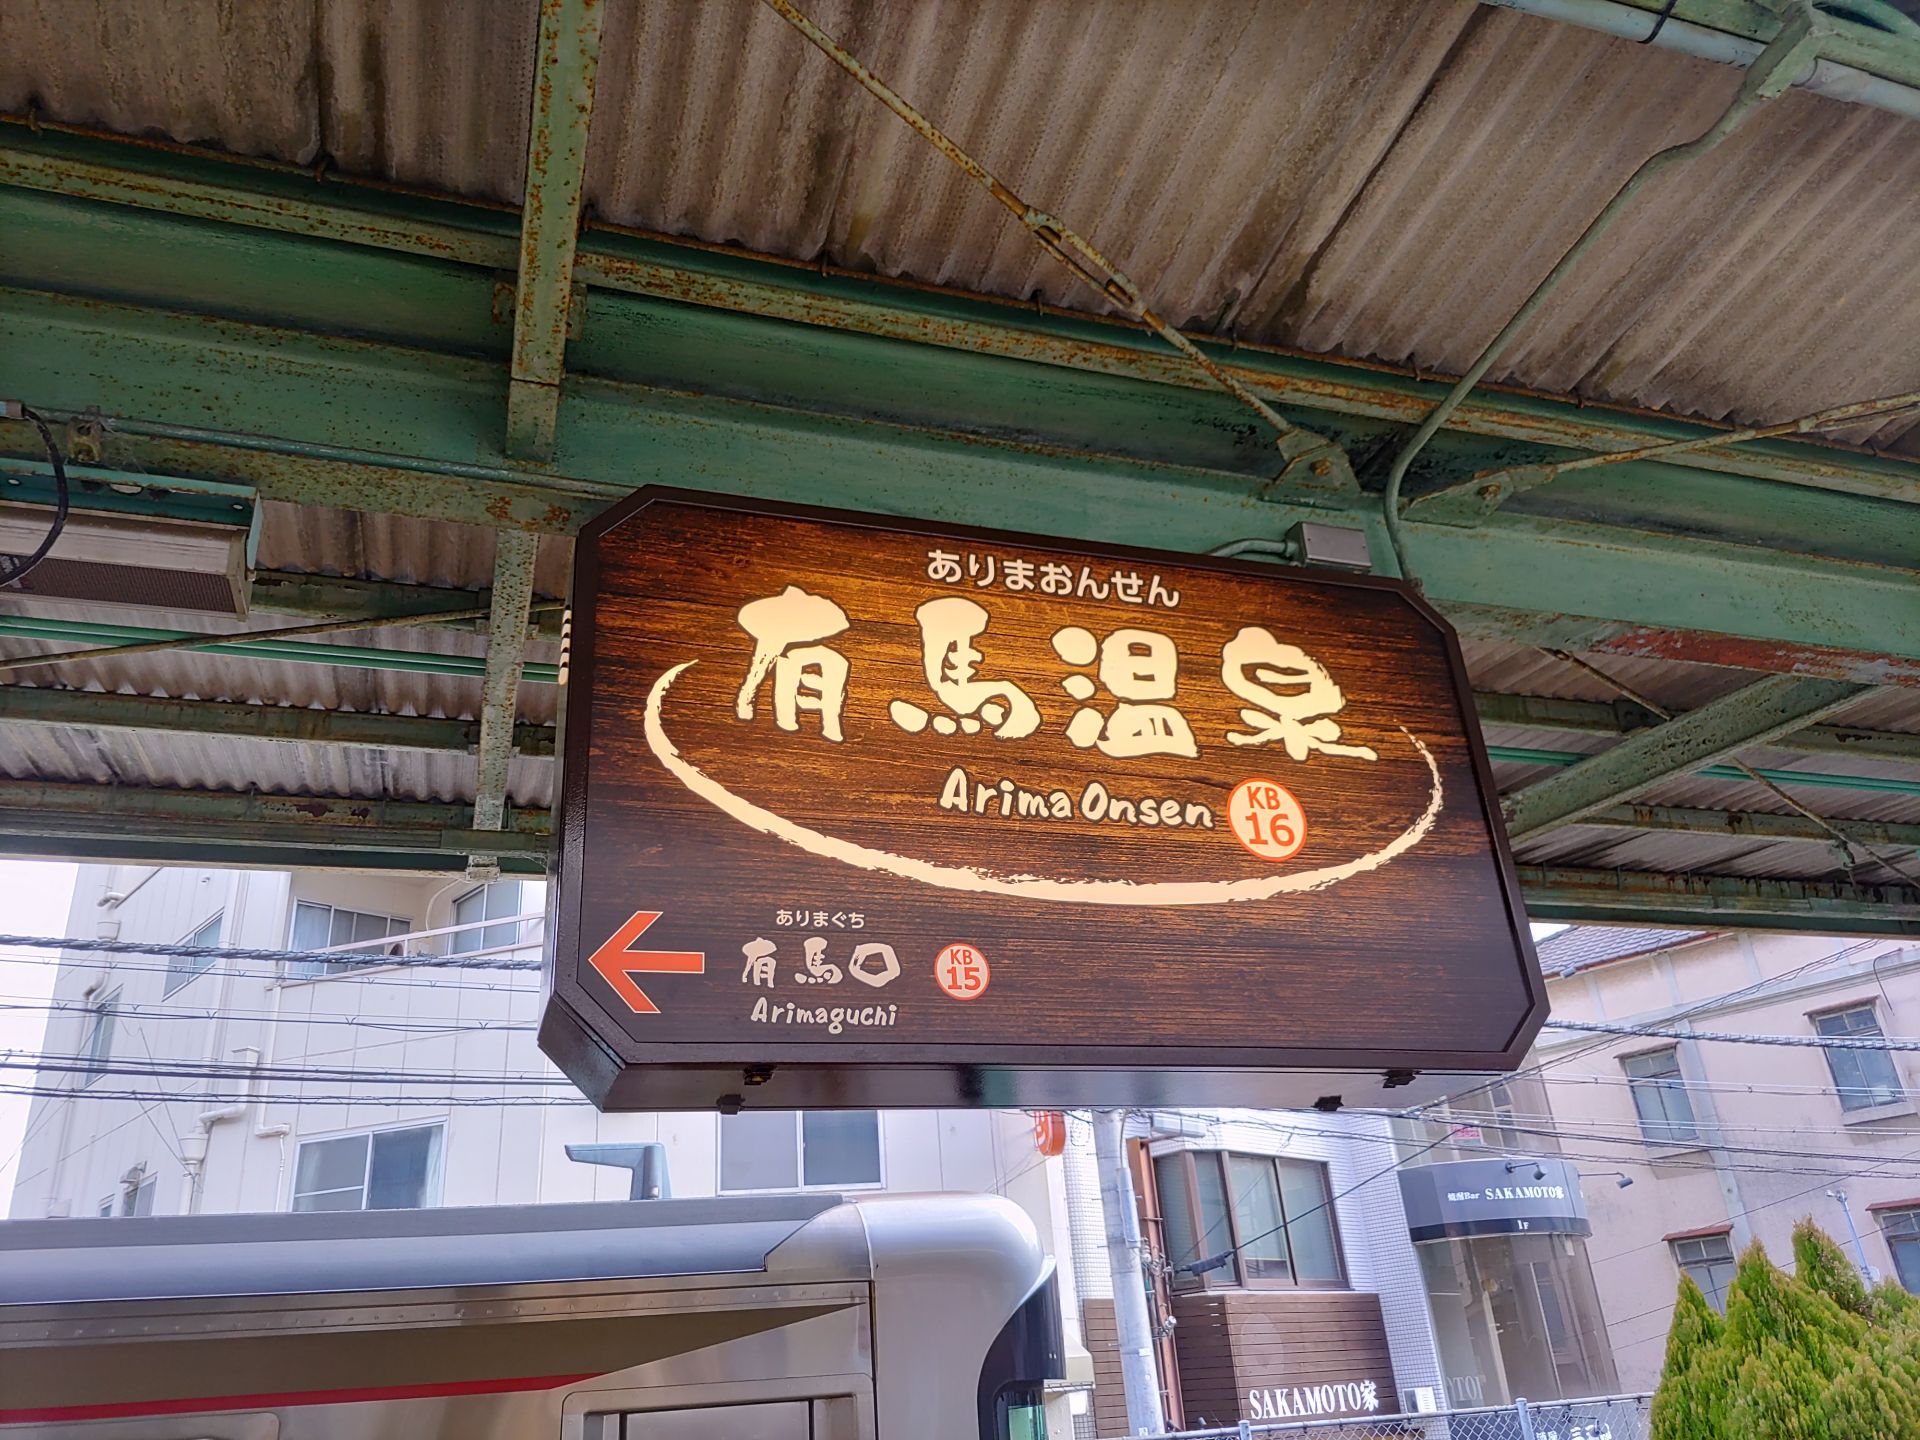 ありまおんせん
有馬温泉
Arima Onsen
KB
16
ありまぐち
有馬口
KB
15
Arimaguchi
Bar SAKAMOTO家
1F
SAKAMOTO家